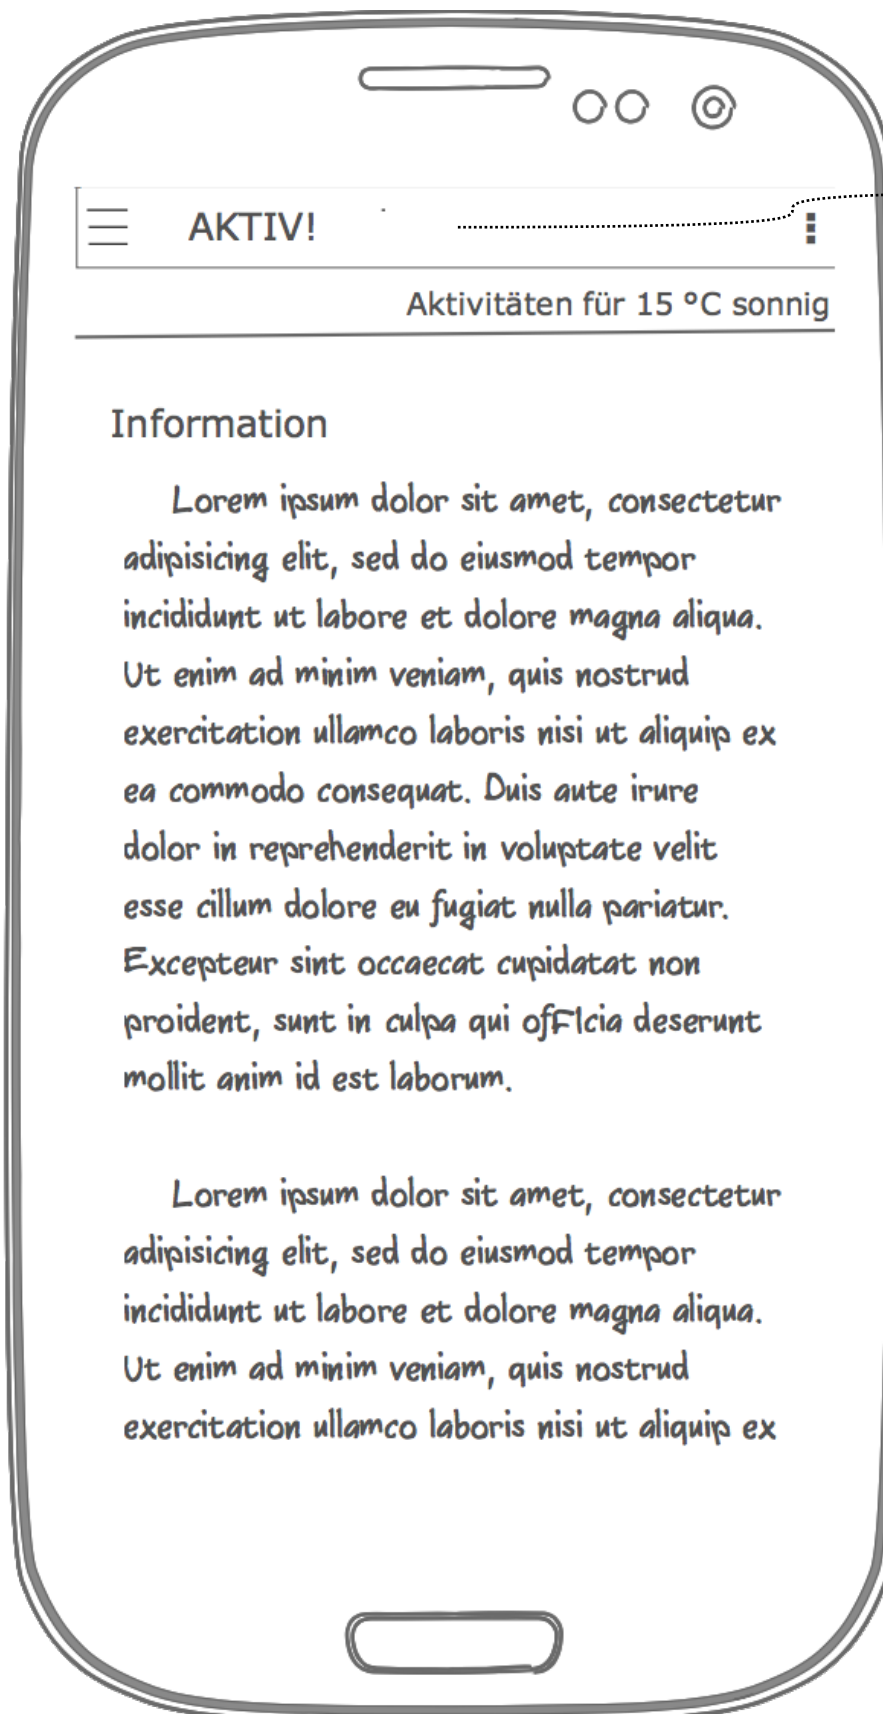 AKTIV!
Aktivitäten für 15 °C sonnig
Information
Lorem ipsum dolor sit amet, consectetur
adipisicing elit, sed do eiusmod tempor
incididunt ut labore et dolore magna aliqua.
Ut enim ad minim veniam, quis nostrud
exercitation ullamco laboris nisi ut aliquip ex
ea commodo consequat. Duis aute irure
dolor in reprehenderit in voluptate velit
esse cillum dolore eu fugiat nulla pariatur.
Excepteur sint occaecat cupidatat non
proident, sunt in culpa qui officia deserunt
mollit anim id est laborum.
Lorem ipsum dolor sit amet, consectetur
adipisicing elit, sed do eiusmod tempor
incididunt ut labore et dolore magna aliqua.
Ut enim ad minim veniam, quis nostrud
exercitation ullamco laboris nisi ut aliquip ex